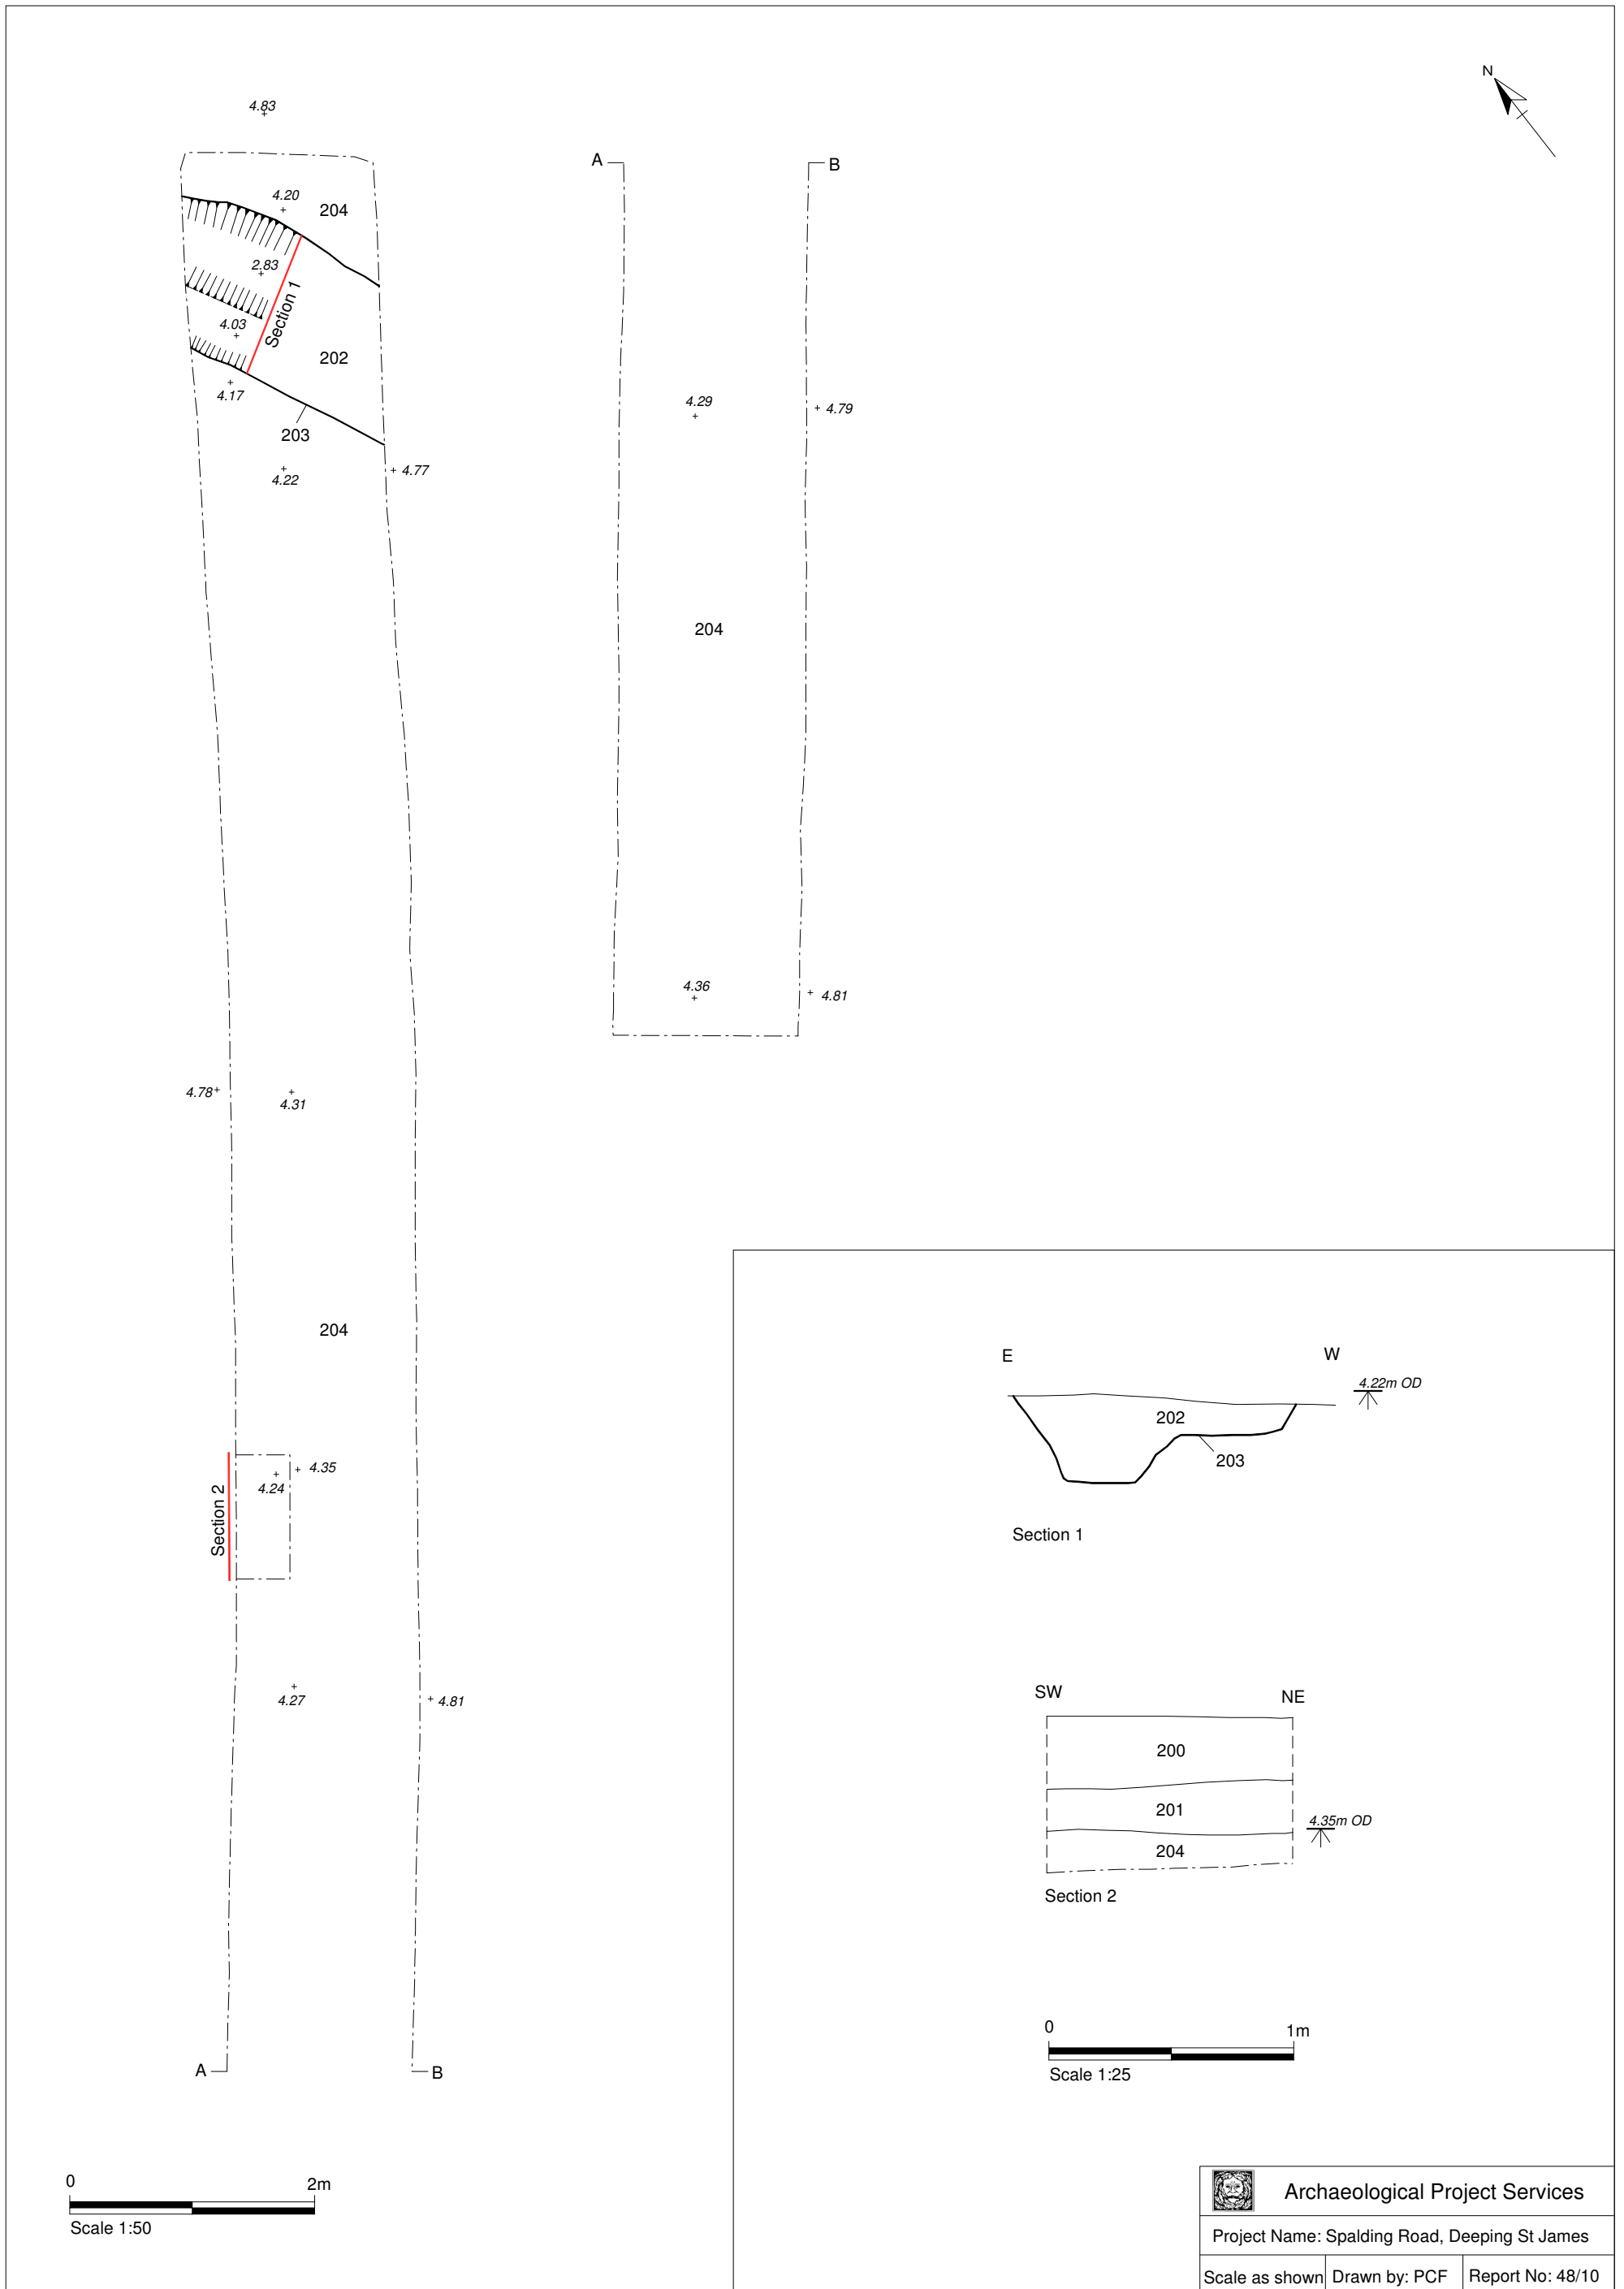 N
4.83
4.20
204
2.83
Section 1
4.03
202
4.17
203
4.22
4.77
4.78
4.31
204
4.35
4.24
Section 2
4.27
4.81
A
B
A
B
4.29
4.79
204
4.36
4.81
0
2m
Scale 1:50
E
W
4.22m OD
202
203
Section 1
SW
NE
200
201
4.35m OD
204
Section 2
0
1m
Scale 1:25
Archaeological Project Services
Project Name: Spalding Road, Deeping St James
Scale as shown
Drawn by: PCF
Report No: 48/10